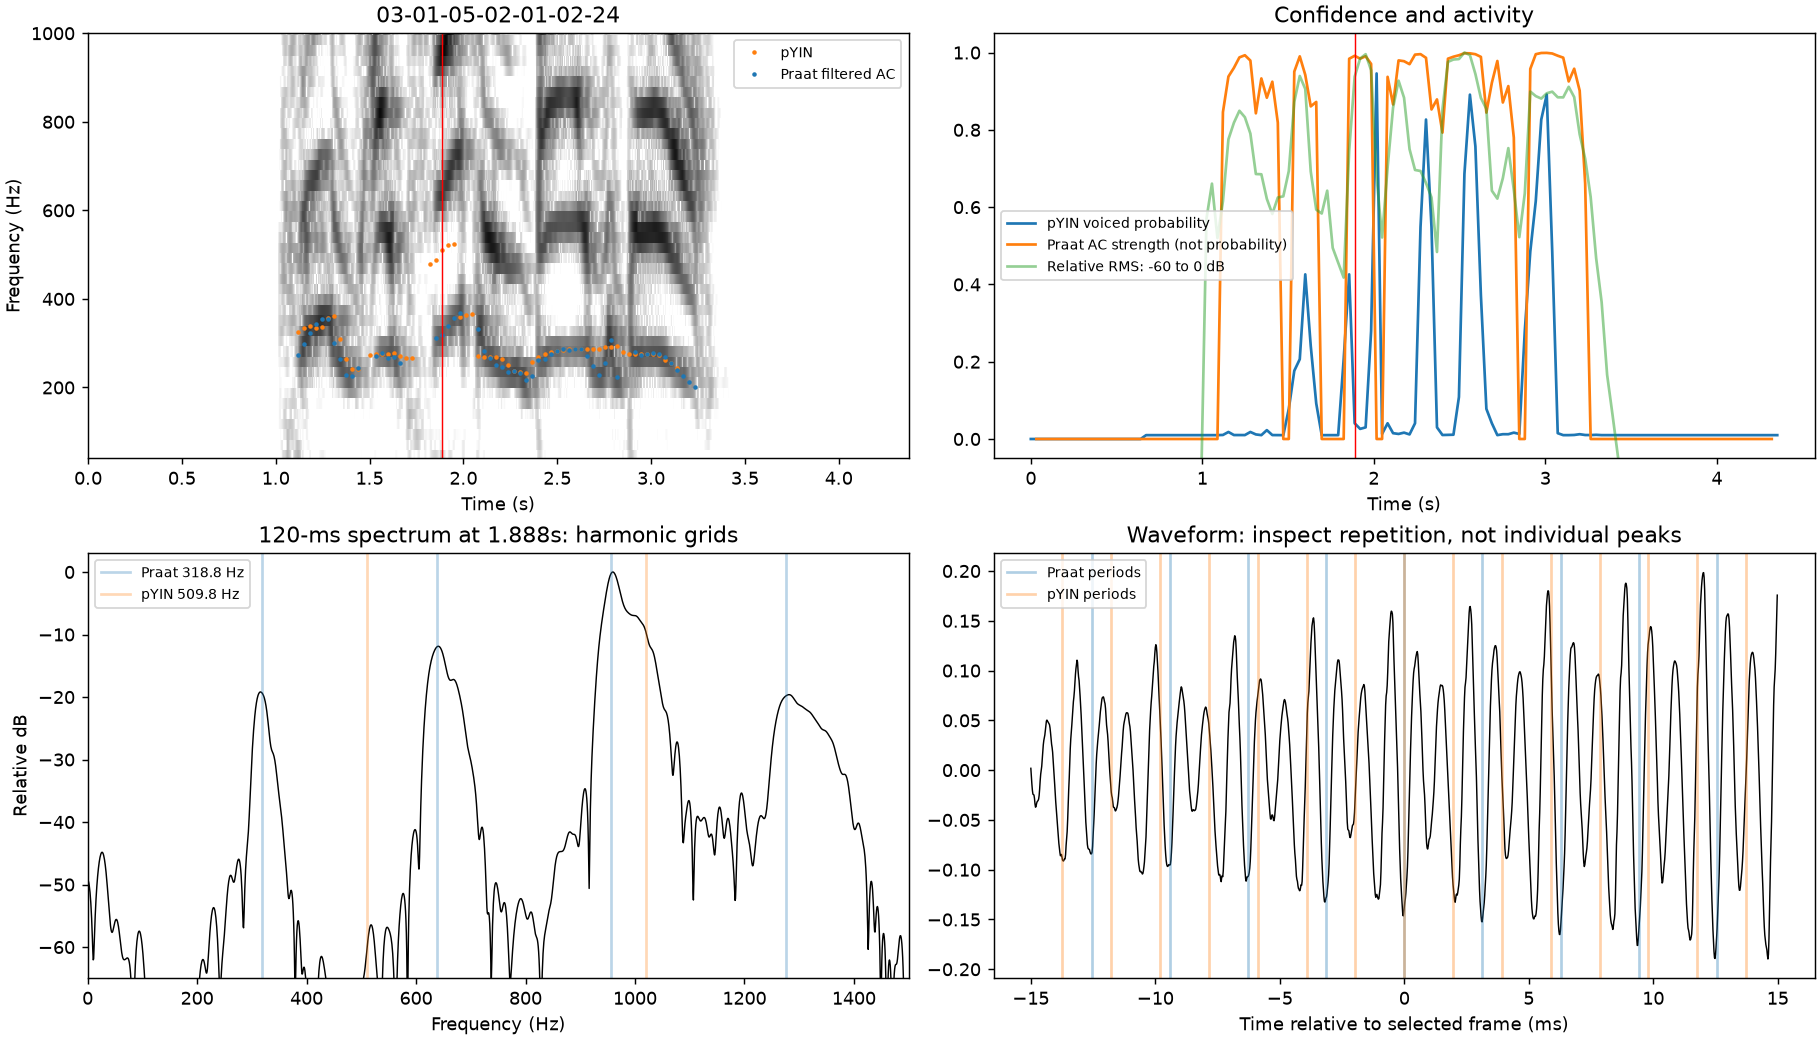 03-01-05-02-01-02-24
1000
800
600
400
200
Frequency (Hz)
pYIN
Praat filtered AC
0.0 0.5 1.0 1.5 2.0 2.5 3.0 3.5 4.0
Time (s)
Confidence and activity
1.0
0.8
0.6
0.4
0.2
0.0
pYIN voiced probability
Praat AC strength (not probability)
Relative RMS: -60 to 0 dB
0 1 2 3 4
Time (s)
120-ms spectrum at 1.888s: harmonic grids
0
−10
−20
−30
−40
−50
−60
Relative dB
Praat 318.8 Hz
pYIN 509.8 Hz
0 200 400 600 800 1000 1200 1400
Frequency (Hz)
Waveform: inspect repetition, not individual peaks
0.20
0.15
0.10
0.05
0.00
−0.05
−0.10
−0.15
−0.20
Praat periods
pYIN periods
−15 −10 −5 0 5 10 15
Time relative to selected frame (ms)